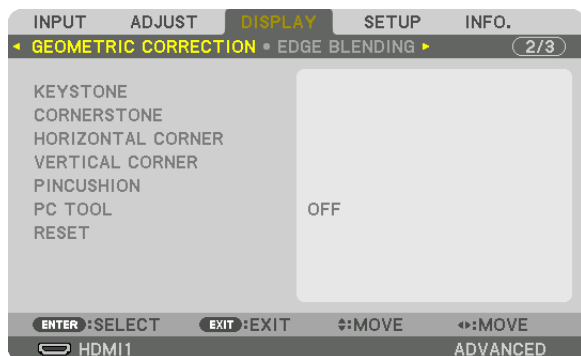 INPUT ADJUST DISPLAY SETUP INFO.
GEOMETRIC CORRECTION • EDGE BLENDING 2/3
KEYSTONE
CORNERSTONE
HORIZONTAL CORNER
VERTICAL CORNER
PINCUSHION
PC TOOL OFF
RESET
ENTER:SELECT EXIT:EXIT :MOVE :MOVE
HDMI1 ADVANCED